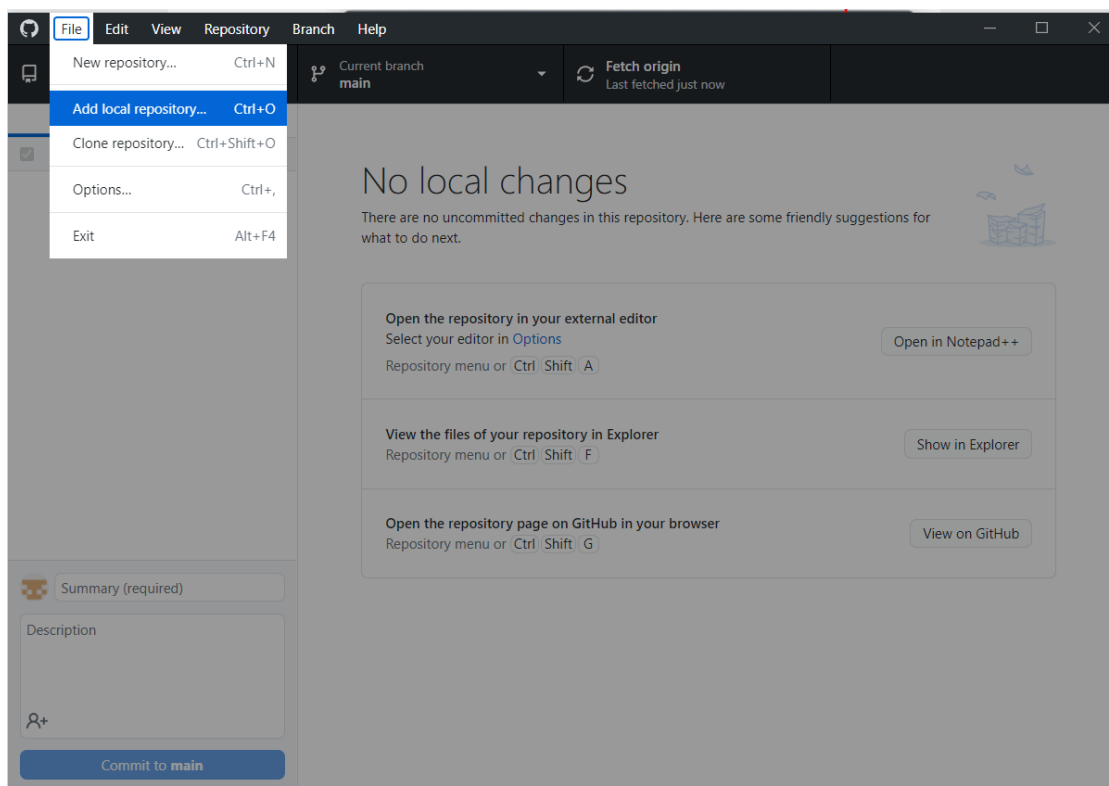 File Edit View Repository Branch Help
New repository... Ctrl+N
Add local repository... Ctrl+O
Clone repository... Ctrl+Shift+O
Options... Ctrl+,
Exit Alt+F4
Current branch
main
Fetch origin
Last fetched just now
No local changes
There are no uncommitted changes in this repository. Here are some friendly suggestions for
what to do next.
Open the repository in your external editor
Select your editor in Options
Repository menu or Ctrl Shift A
Open in Notepad++
View the files of your repository in Explorer
Repository menu or Ctrl Shift F
Show in Explorer
Open the repository page on GitHub in your browser
Repository menu or Ctrl Shift G
View on GitHub
Summary (required)
Description
Commit to main